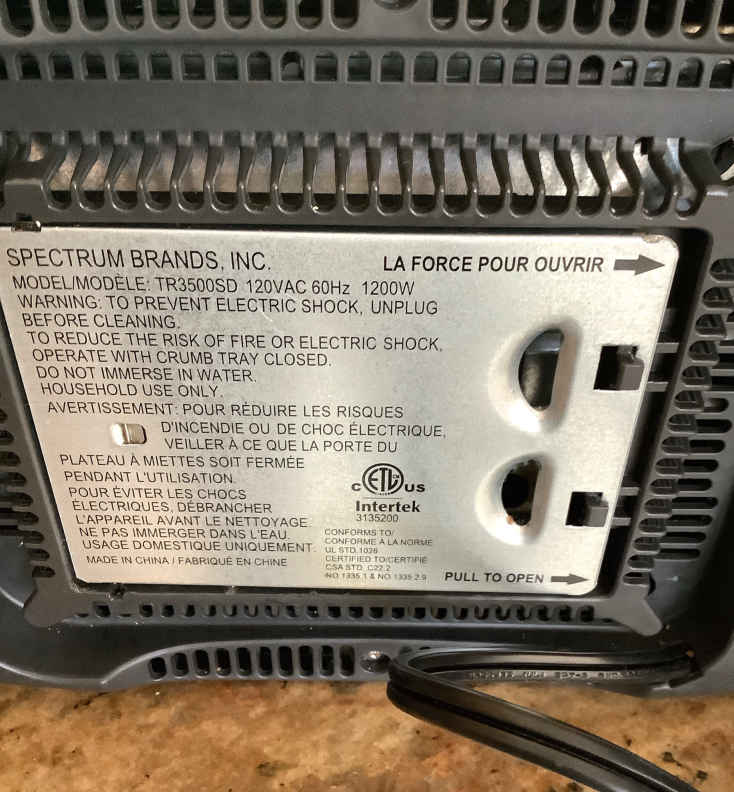 SPECTRUM BRANDS, INC.
LA FORCE POUR OUVRIR
MODEL/MODÈLE: TR3500SD 120VAC 60Hz 1200W
WARNING: TO PREVENT ELECTRIC SHOCK, UNPLUG
BEFORE CLEANING.
TO REDUCE THE RISK OF FIRE OR ELECTRIC SHOCK,
OPERATE WITH CRUMB TRAY CLOSED.
DO NOT IMMERSE IN WATER.
HOUSEHOLD USE ONLY.
AVERTISSEMENT: POUR RÉDUIRE LES RISQUES
D'INCENDIE OU DE CHOC ÉLECTRIQUE,
VEILLER À CE QUE LA PORTE DU
PLATEAU À MIETTES SOIT FERMÉE
PENDANT L'UTILISATION.
POUR ÉVITER LES CHOCS
ÉLECTRIQUES, DÉBRANCHER
L'APPAREIL AVANT LE NETTOYAGE.
NE PAS IMMERGER DANS L'EAU.
USAGE DOMESTIQUE UNIQUEMENT.
MADE IN CHINA / FABRIQUÉ EN CHINE
C ETL US
Intertek
3135200
CONFORMS TO/
CONFORME À LA NORME
UL STD. 1026
CERTIFIED TO/CERTIFIÉ
CSA STD. C22.2
NO 1335.1 & NO 1335.2.9
PULL TO OPEN